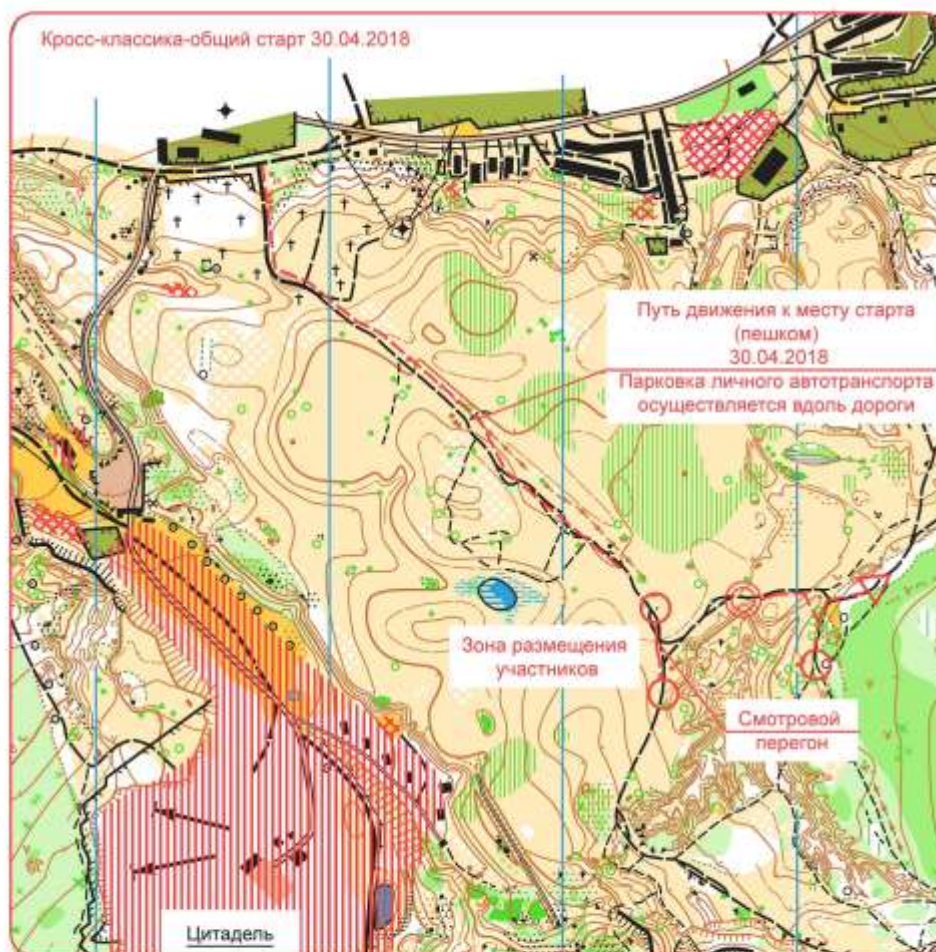 Кросс-классика-общий старт 30.04.2018
Путь движения к месту старта
(пешком)
30.04.2018
Парковка личного автотранспорта
осуществляется вдоль дороги
Зона размещения
участников
Смотровой
перегон
Цитадель